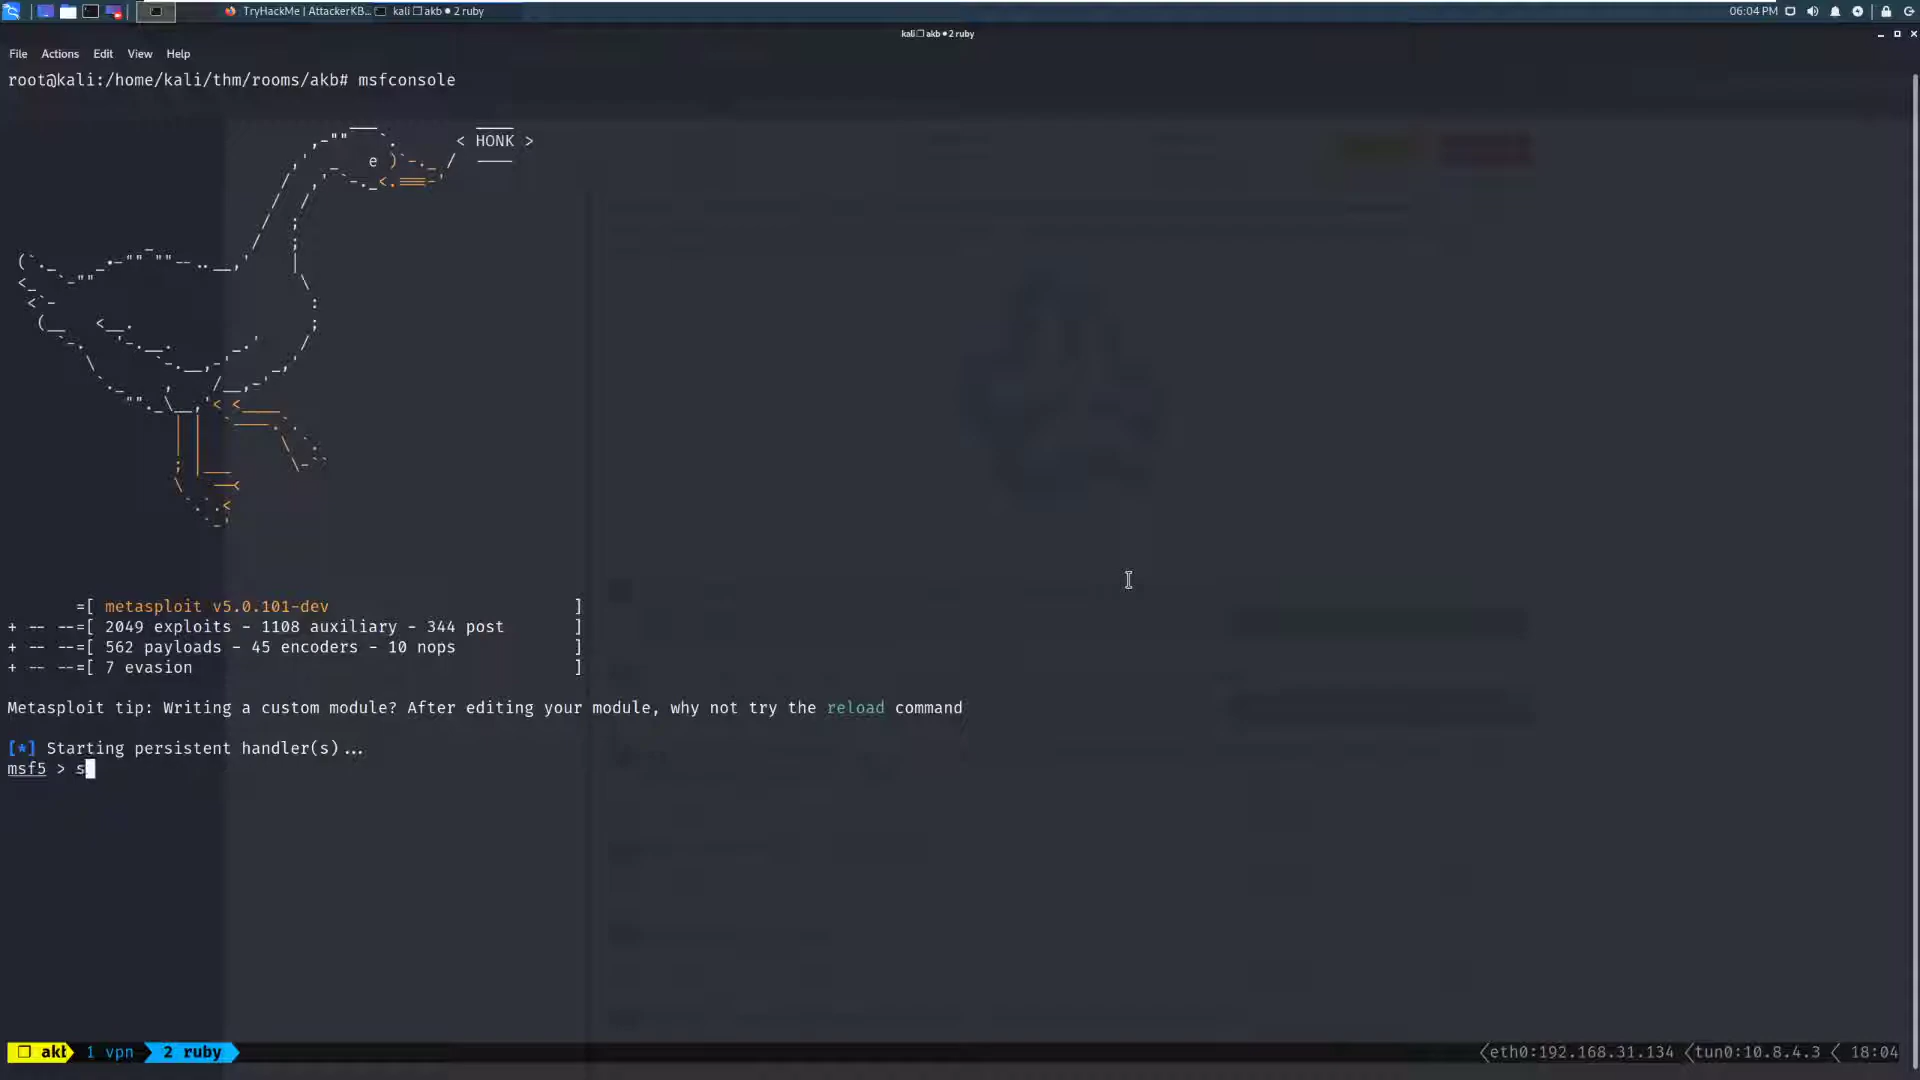 TryHackMe | AttackerKB... kali ❐ akb ● 2 ruby 06:04 PM
kali ❐ akb ● 2 ruby
File Actions Edit View Help
root@kali:/home/kali/thm/rooms/akb# msfconsole
< HONK >
=[ metasploit v5.0.101-dev ]
+ -- --=[ 2049 exploits - 1108 auxiliary - 344 post ]
+ -- --=[ 562 payloads - 45 encoders - 10 nops ]
+ -- --=[ 7 evasion ]
Metasploit tip: Writing a custom module? After editing your module, why not try the reload command
[*] Starting persistent handler(s)...
msf5 > s
❐ akb 1 vpn 2 ruby eth0:192.168.31.134 tun0:10.8.4.3 18:04